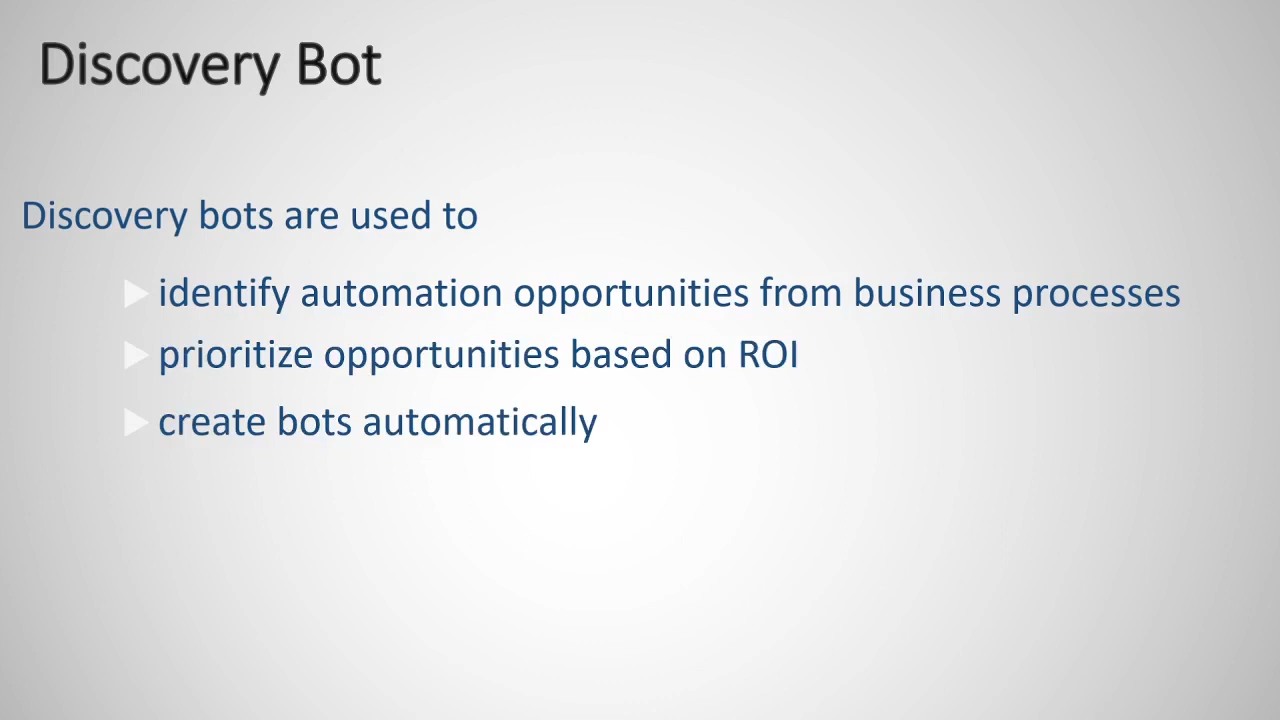 Discovery Bot
Discovery bots are used to
identify automation opportunities from business processes
prioritize opportunities based on ROI
create bots automatically